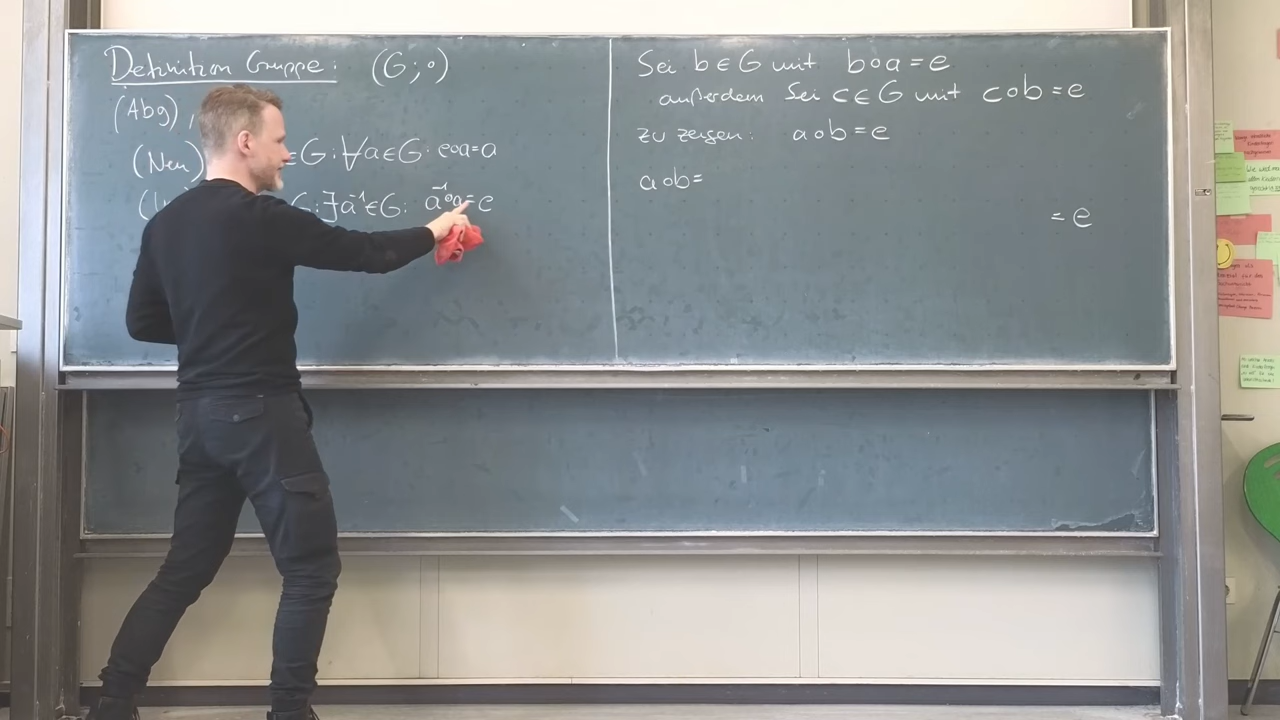 Definition Gruppe: (G;∘)
(Abg),
(Neu) ∈G: ∀a∈G: e∘a=a
G: ∃a⁻¹∈G: a⁻¹∘a=e
Sei b∈G mit b∘a=e
außerdem Sei c∈G mit c∘b=e
zu zeigen: a∘b=e
a∘b=
=e